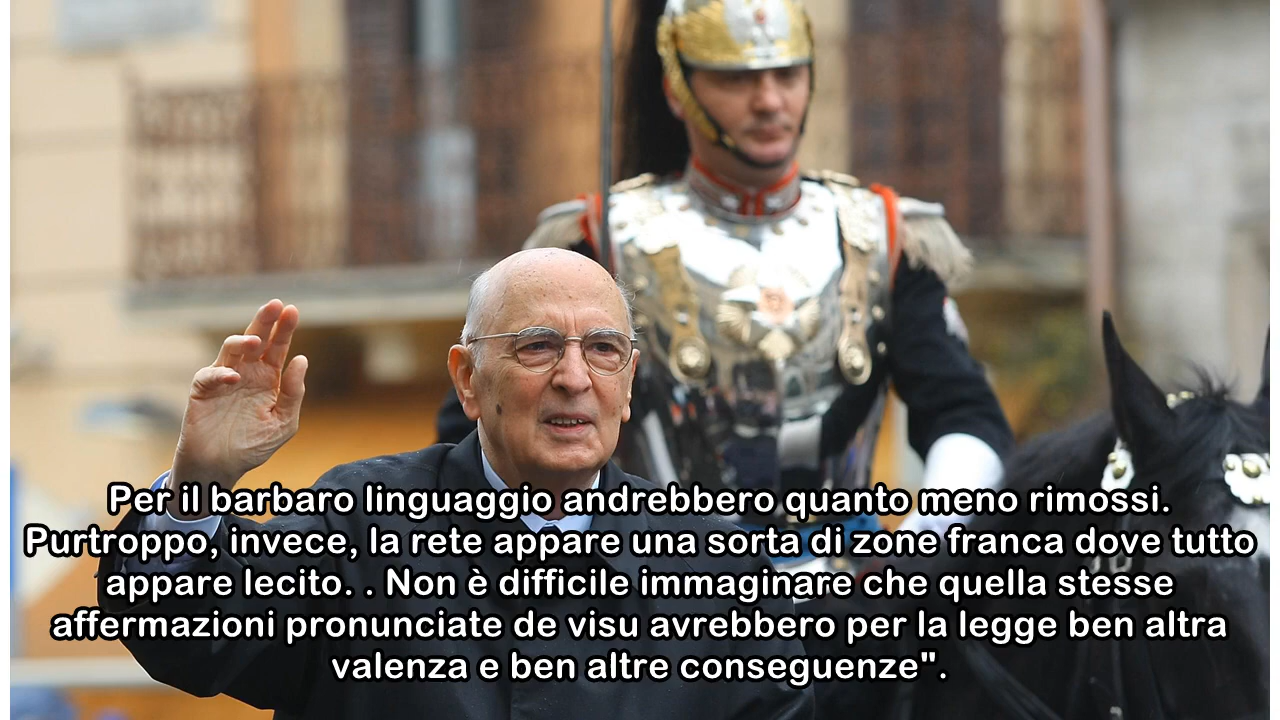 Per il barbaro linguaggio andrebbero quanto meno rimossi.
Purtroppo, invece, la rete appare una sorta di zone franca dove tutto
appare lecito. . Non è difficile immaginare che quella stesse
affermazioni pronunciate de visu avrebbero per la legge ben altra
valenza e ben altre conseguenze".